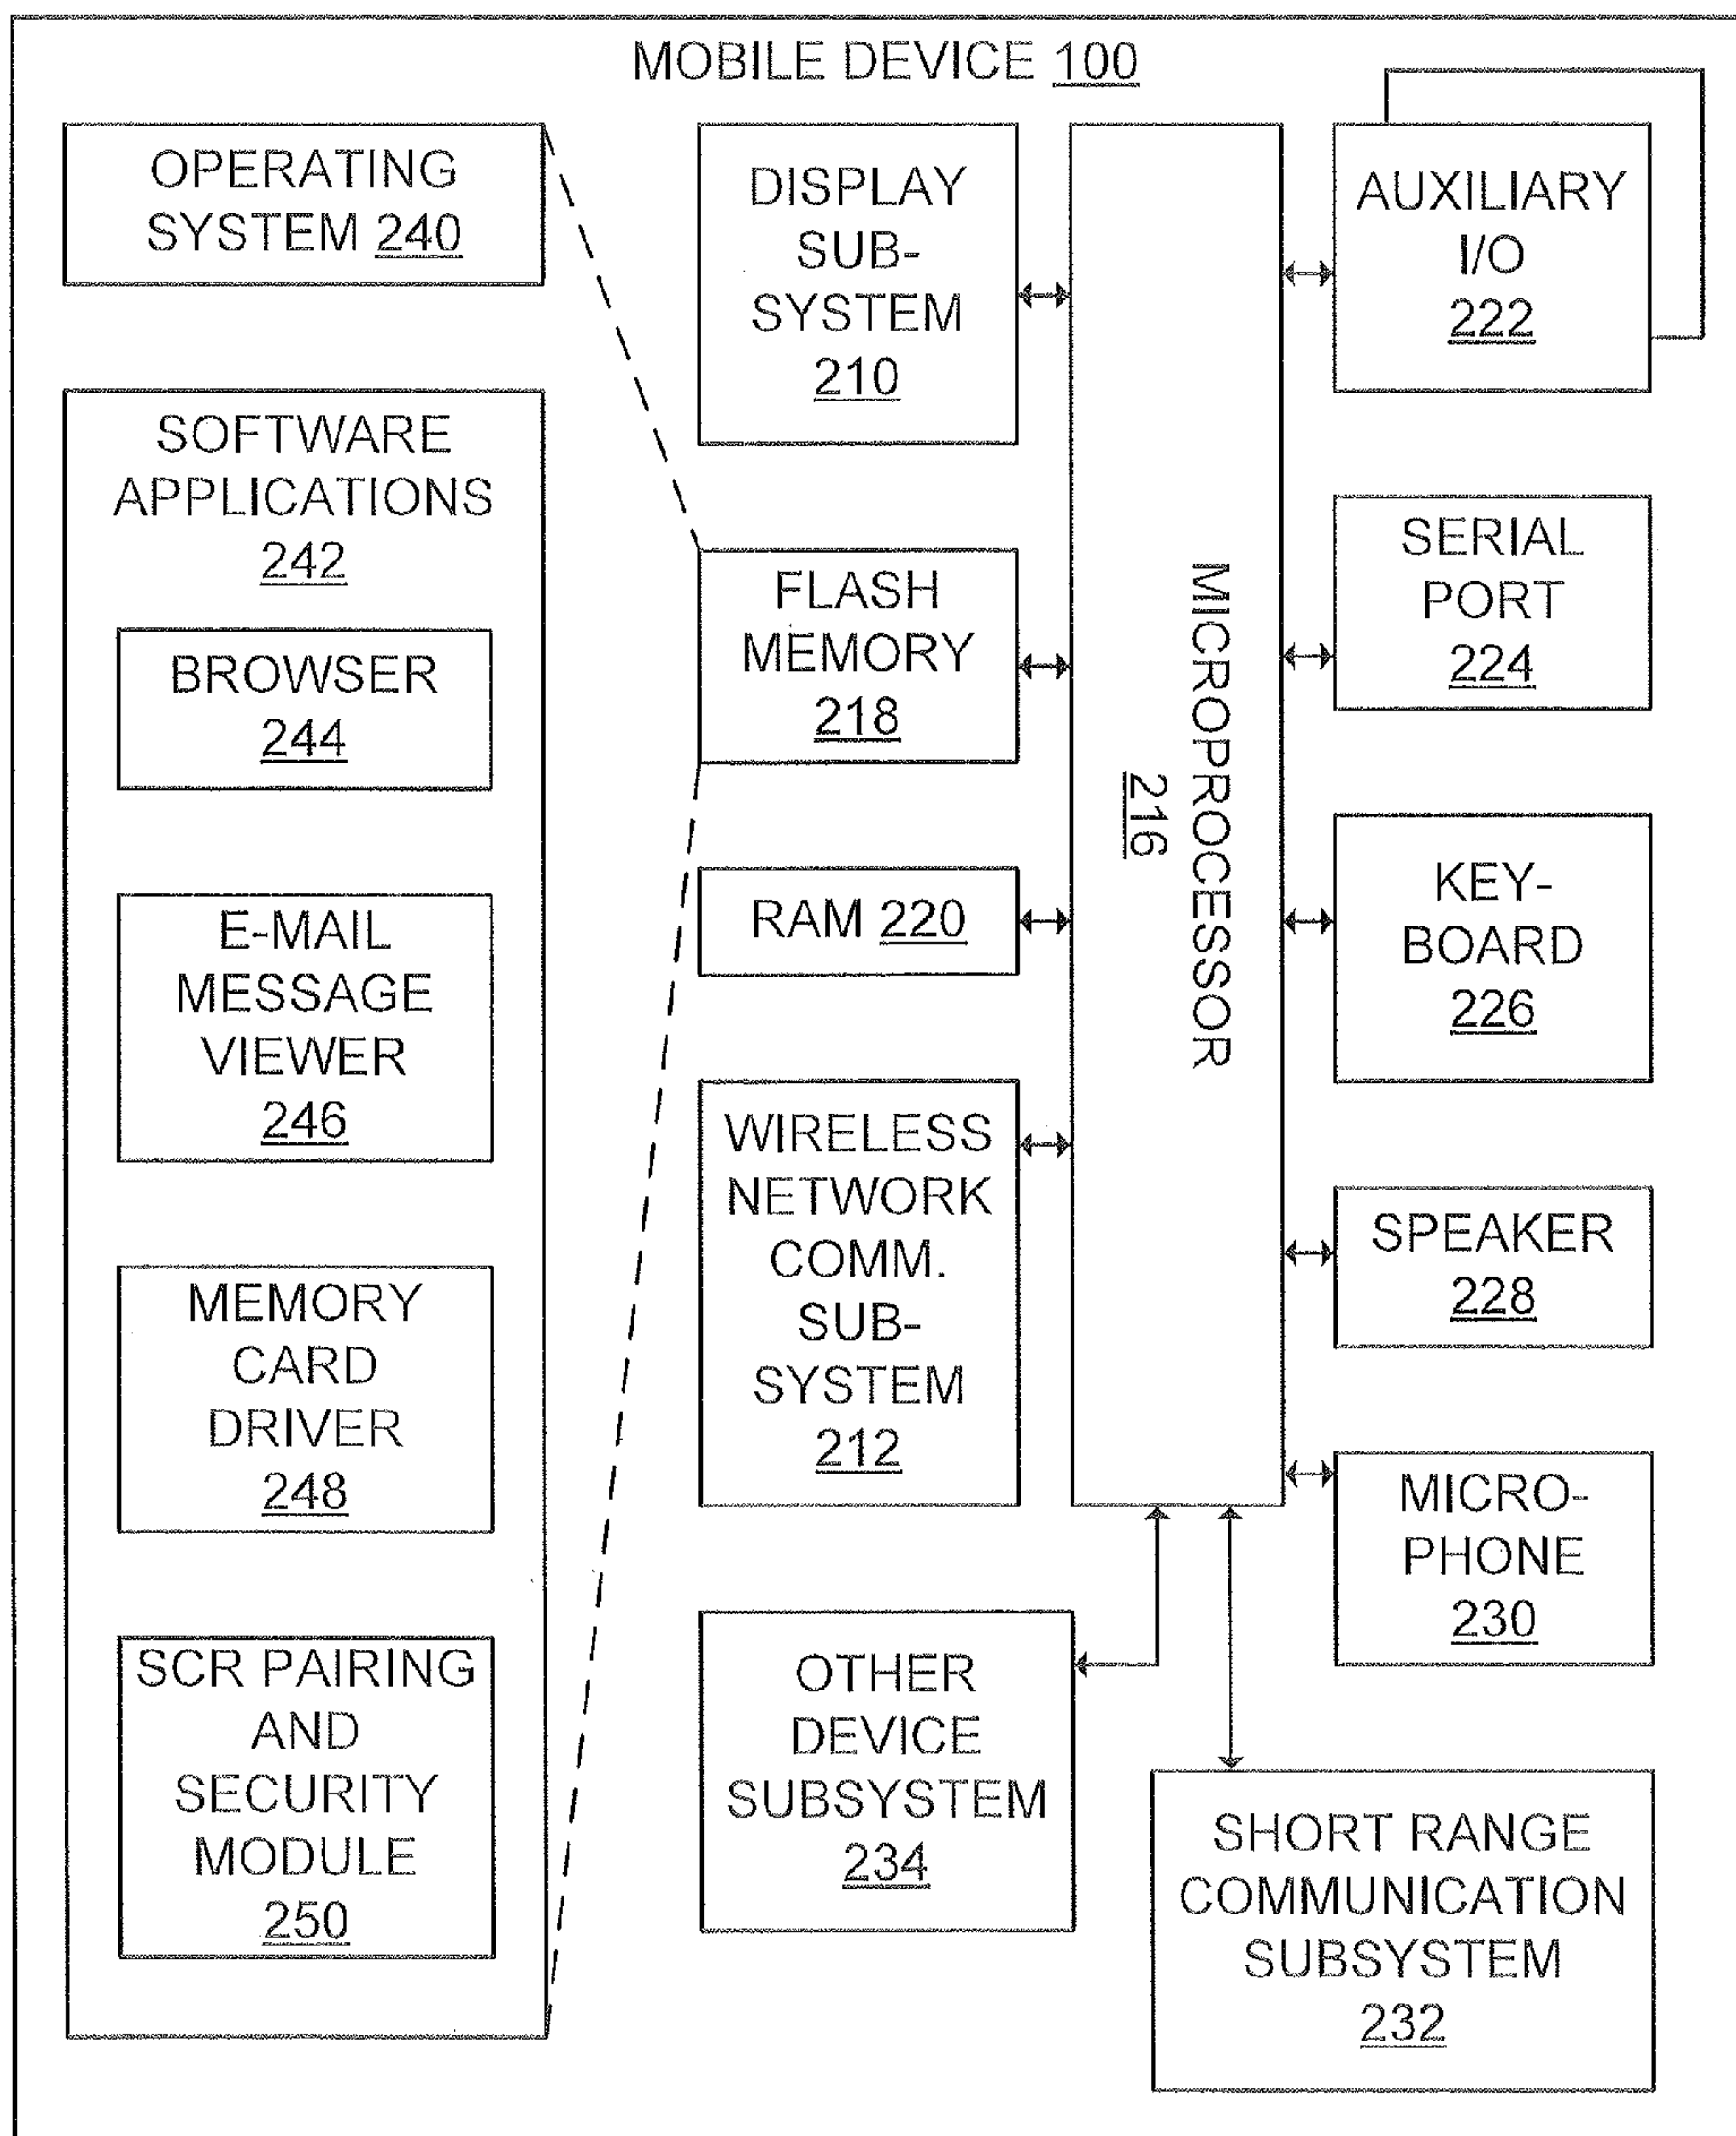 MOBILE DEVICE 100
OPERATING
SYSTEM 240
SOFTWARE
APPLICATIONS
242
BROWSER
244
E-MAIL
MESSAGE
VIEWER
246
MEMORY
CARD
DRIVER
248
SCR PAIRING
AND
SECURITY
MODULE
250
DISPLAY
SUB-
SYSTEM
210
FLASH
MEMORY
218
RAM 220
WIRELESS
NETWORK
COMM.
SUB-
SYSTEM
212
OTHER
DEVICE
SUBSYSTEM
234
MICROPROCESSOR
216
AUXILIARY
I/O
222
SERIAL
PORT
224
KEY-
BOARD
226
SPEAKER
228
MICRO-
PHONE
230
SHORT RANGE
COMMUNICATION
SUBSYSTEM
232